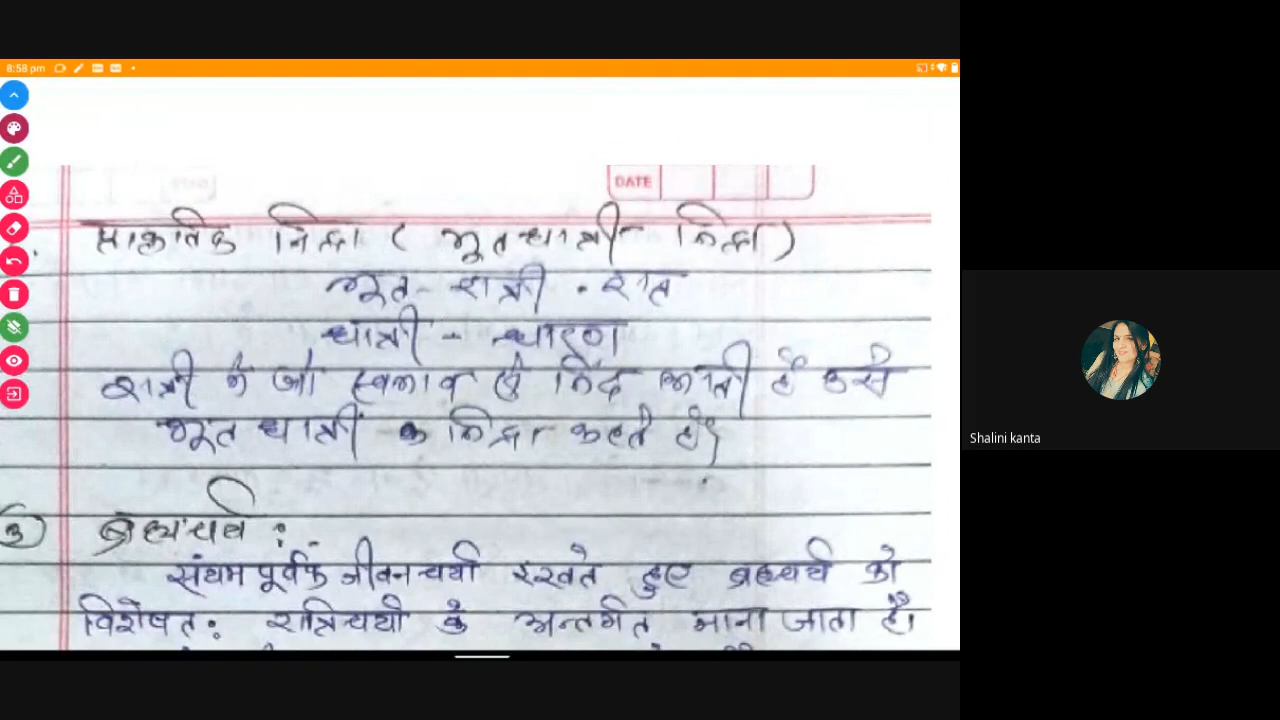 8:58 pm
DATE
प्राकृतिक निद्रा ( भूतधात्री निद्रा )
भूत - रात्री . रात
धात्री - धारण
रात्री में जो स्वभाव से निंद आती है उसे
भूत धात्री निद्रा कहते है।
3 ब्रह्मचर्य :-
संयमपूर्वक जीवनचर्या रखते हुए ब्रह्मचर्य को
विशेषत: रात्रिचर्या के अन्तर्गत माना जाता है।
Shalini kanta